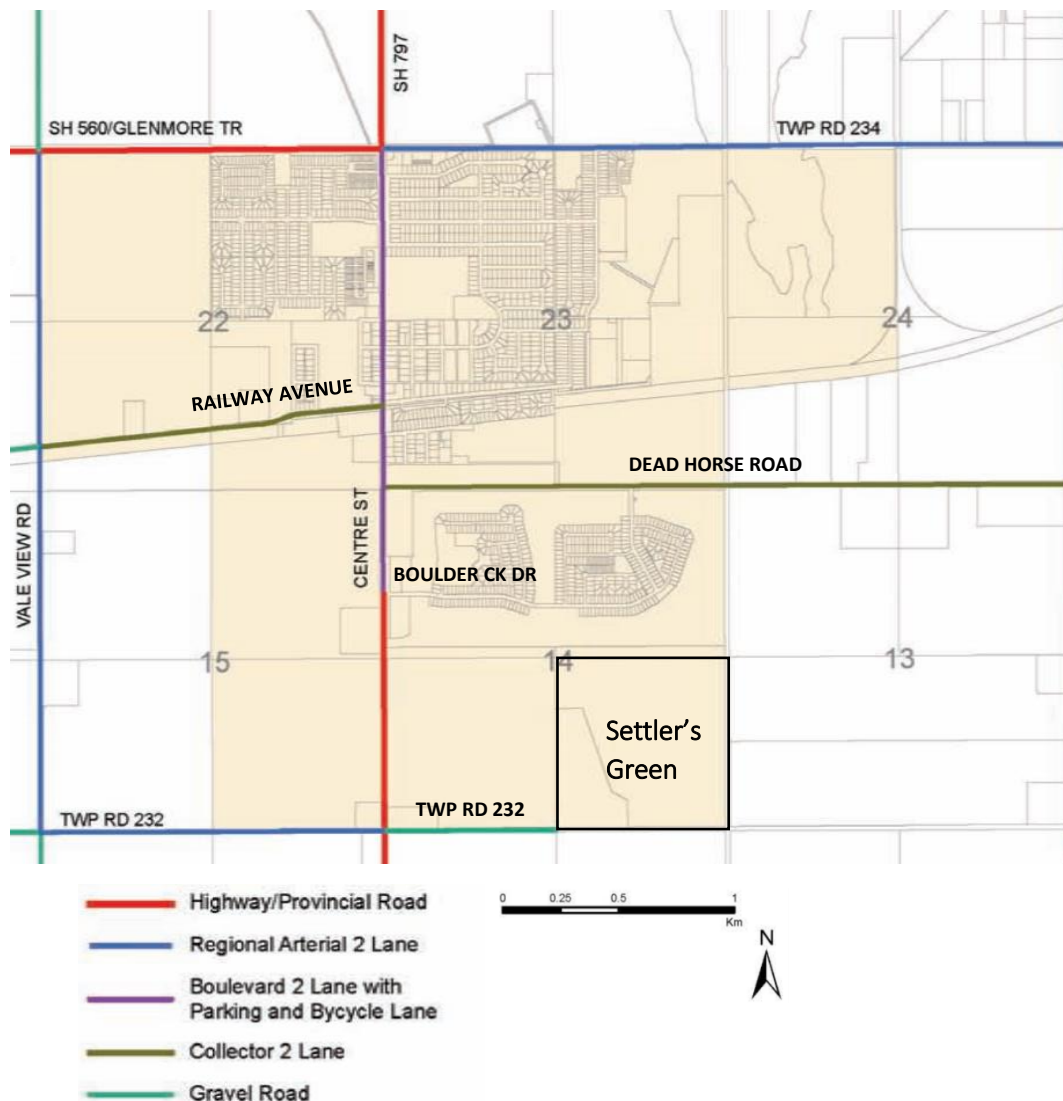 SH 797
SH 560/GLENMORE TR
TWP RD 234
22
23
24
RAILWAY AVENUE
DEAD HORSE ROAD
VALE VIEW RD
CENTRE ST
BOULDER CK DR
15
14
13
Settler's
Green
TWP RD 232
TWP RD 232
Highway/Provincial Road
Regional Arterial 2 Lane
Boulevard 2 Lane with
Parking and Bycycle Lane
Collector 2 Lane
Gravel Road
0 0.25 0.5 1
Km
N